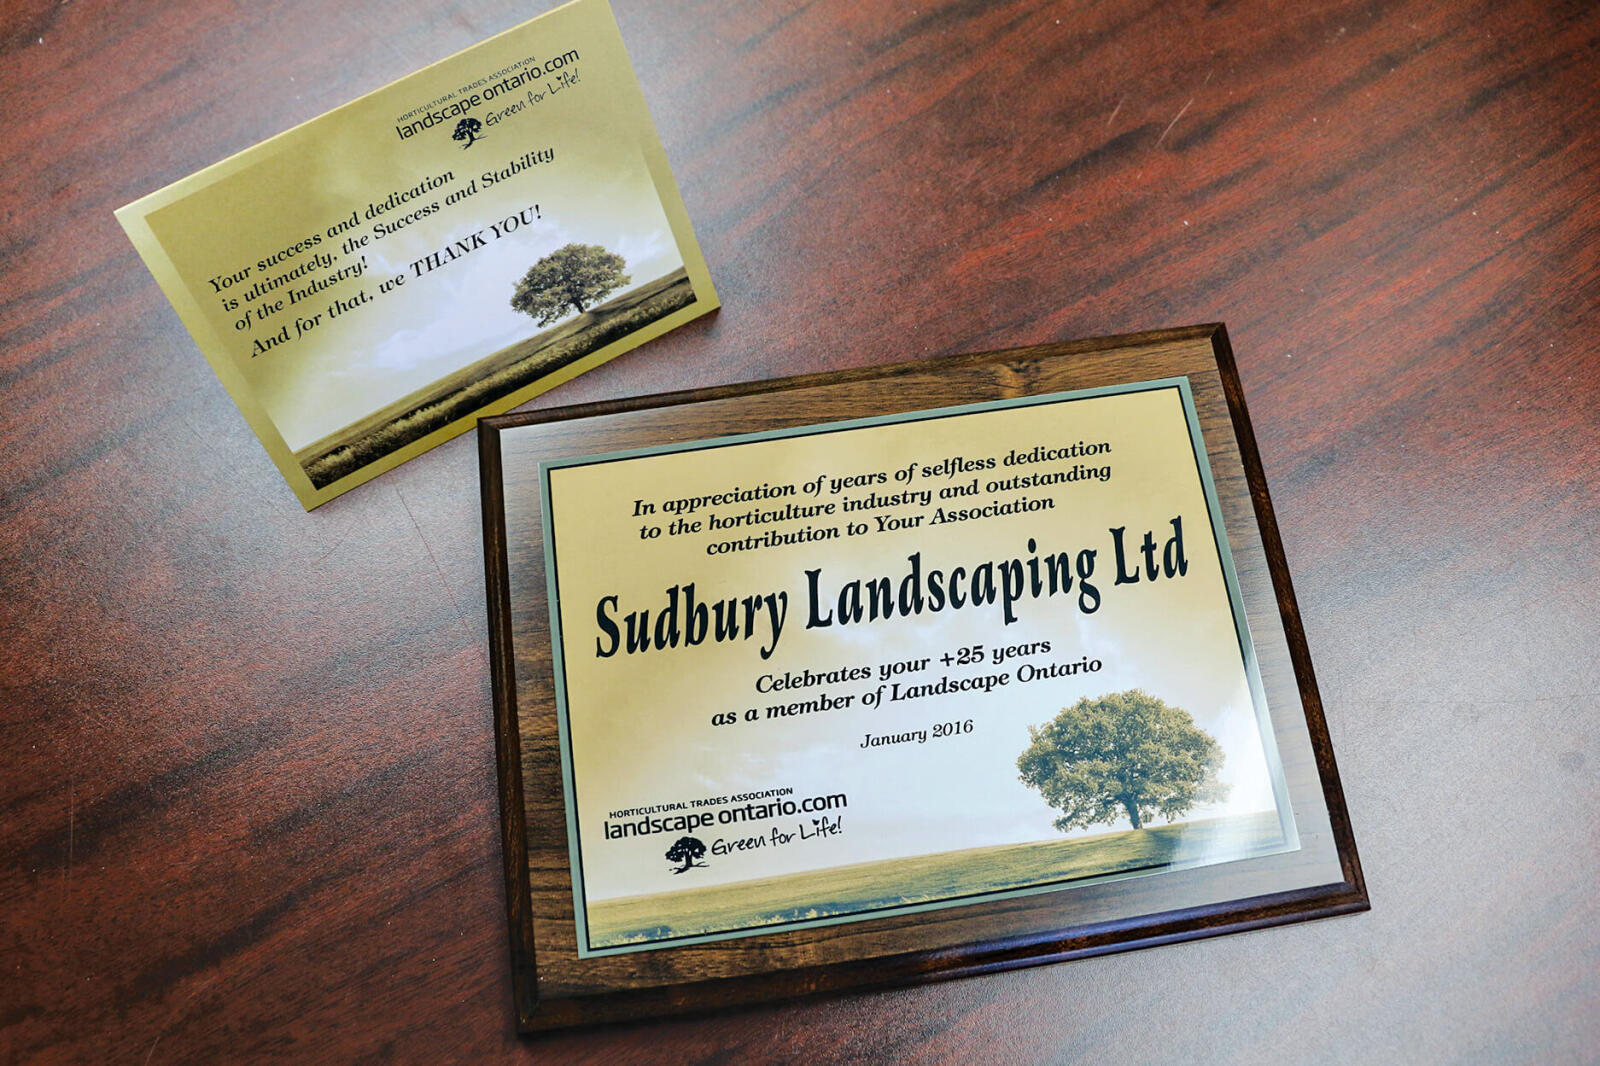 HORTICULTURAL TRADES ASSOCIATION
landscape ontario.com
Green for Life!
Your success and dedication
is ultimately, the Success and Stability
of the Industry!
And for that, we THANK YOU!
In appreciation of years of selfless dedication
to the horticulture industry and outstanding
contribution to Your Association
Sudbury Landscaping Ltd
Celebrates your +25 years
as a member of Landscape Ontario
January 2016
HORTICULTURAL TRADES ASSOCIATION
landscape ontario.com
Green for Life!